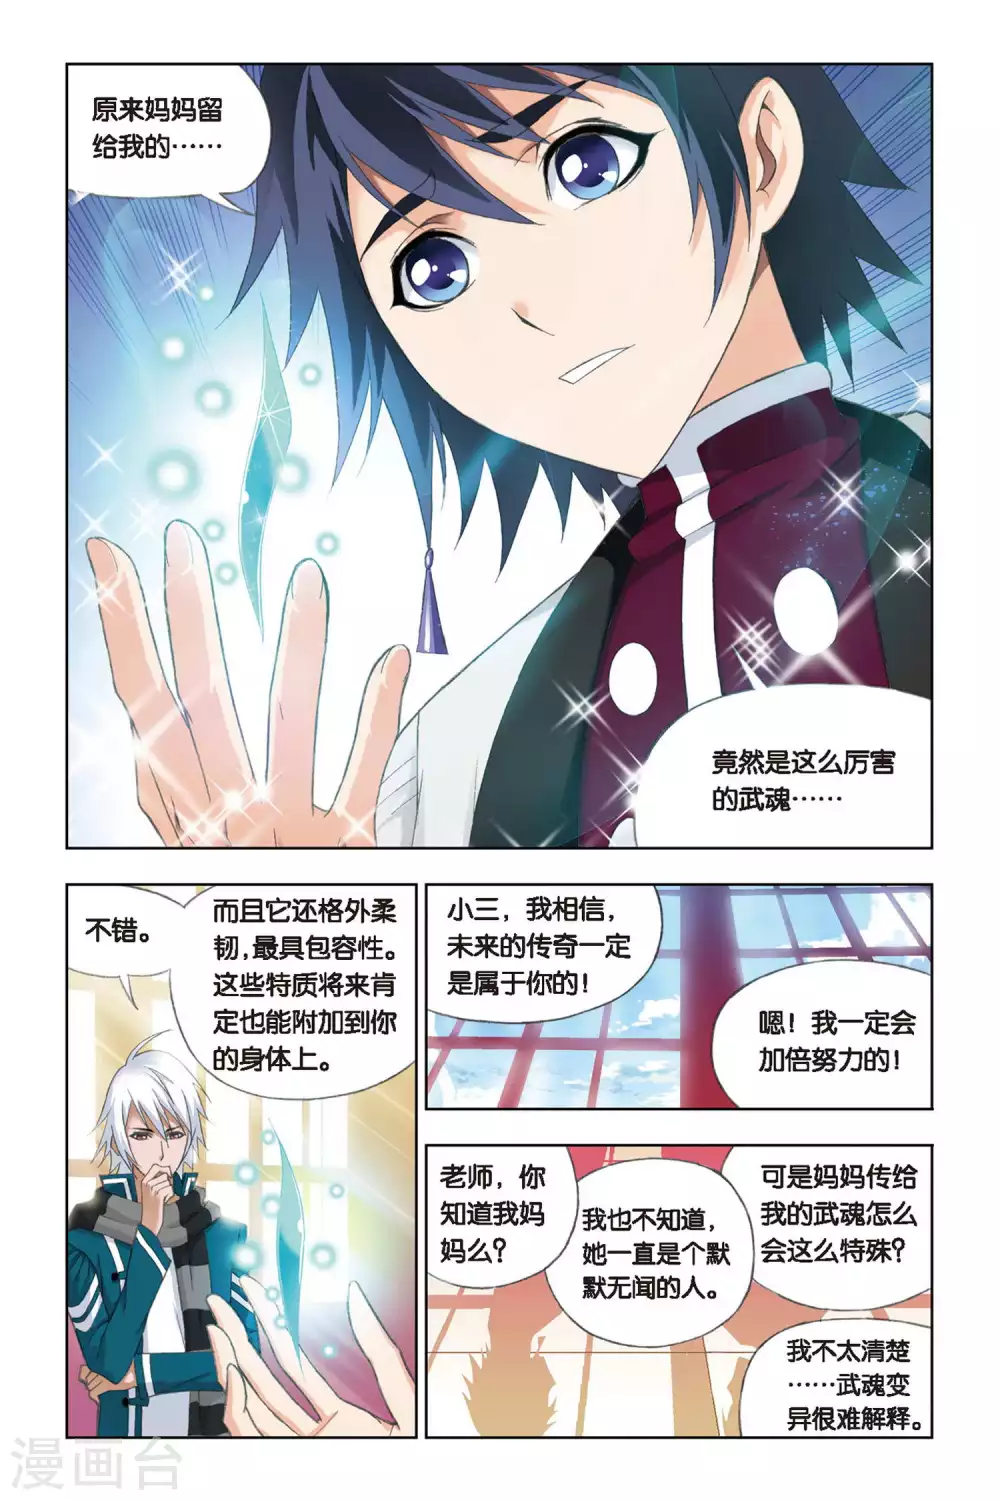 原来妈妈留
给我的……
竟然是这么厉害
的武魂……
不错。
而且它还格外柔
韧,最具包容性。
这些特质将来肯
定也能附加到你
的身体上。
小三，我相信，
未来的传奇一定
是属于你的!
嗯！我一定会
加倍努力的!
老师，你
知道我妈
妈么?
我也不知道，
她一直是个默
默无闻的人。
可是妈妈传给
我的武魂怎么
会这么特殊?
我不太清楚
……武魂变
异很难解释。
漫画台